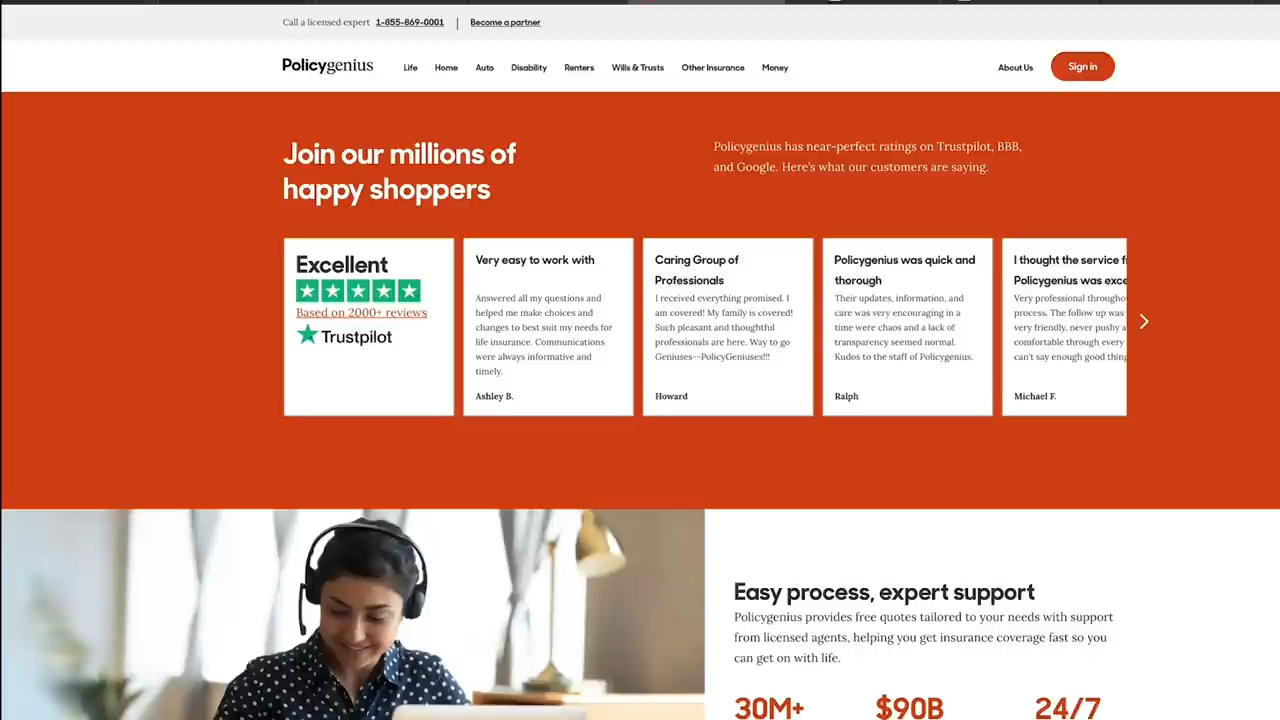 Call a licensed expert 1-855-869-0001 | Become a partner
Policygenius Life Home Auto Disability Renters Wills & Trusts Other Insurance Money About Us Sign in
Join our millions of
happy shoppers
Policygenius has near-perfect ratings on Trustpilot, BBB,
and Google. Here's what our customers are saying.
Excellent
Based on 2000+ reviews
Trustpilot
Very easy to work with
Answered all my questions and
helped me make choices and
changes to best suit my needs for
life insurance. Communications
were always informative and
timely.
Ashley B.
Caring Group of
Professionals
I received everything promised. I
am covered! My family is covered!
Such pleasant and thoughtful
professionals are here. Way to go
Geniuses--PolicyGeniuses!!!
Howard
Policygenius was quick and
thorough
Their updates, information, and
care was very encouraging in a
time were chaos and a lack of
transparency seemed normal.
Kudos to the staff of Policygenius.
Ralph
I thought the service
Policygenius was
Very professional
process. The follow up was
very friendly, never pushy a
comfortable through every
can't say enough good
Michael F.
Easy process, expert support
Policygenius provides free quotes tailored to your needs with support
from licensed agents, helping you get insurance coverage fast so you
can get on with life.
30M+ $90B 24/7